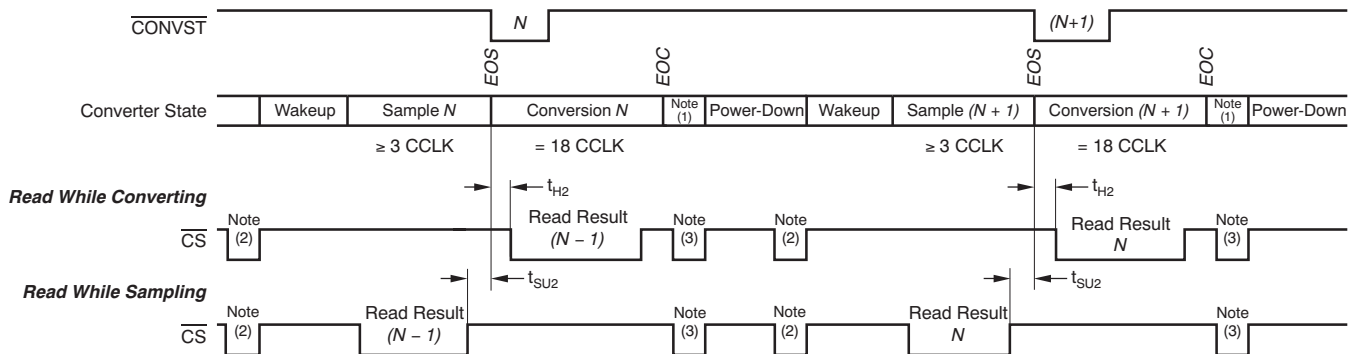 CONVST N (N+1)
EOS EOC EOS EOC
Converter State Wakeup Sample N Conversion N Note (1) Power-Down Wakeup Sample (N + 1) Conversion (N + 1) Note (1) Power-Down
≥ 3 CCLK = 18 CCLK ≥ 3 CCLK = 18 CCLK
tH2 tH2
Read While Converting
CS Note (2) Read Result (N − 1) Note (3) Note (2) Read Result N Note (3)
tSU2 tSU2
Read While Sampling
CS Note (2) Read Result (N − 1) Note (3) Note (2) Read Result N Note (3)